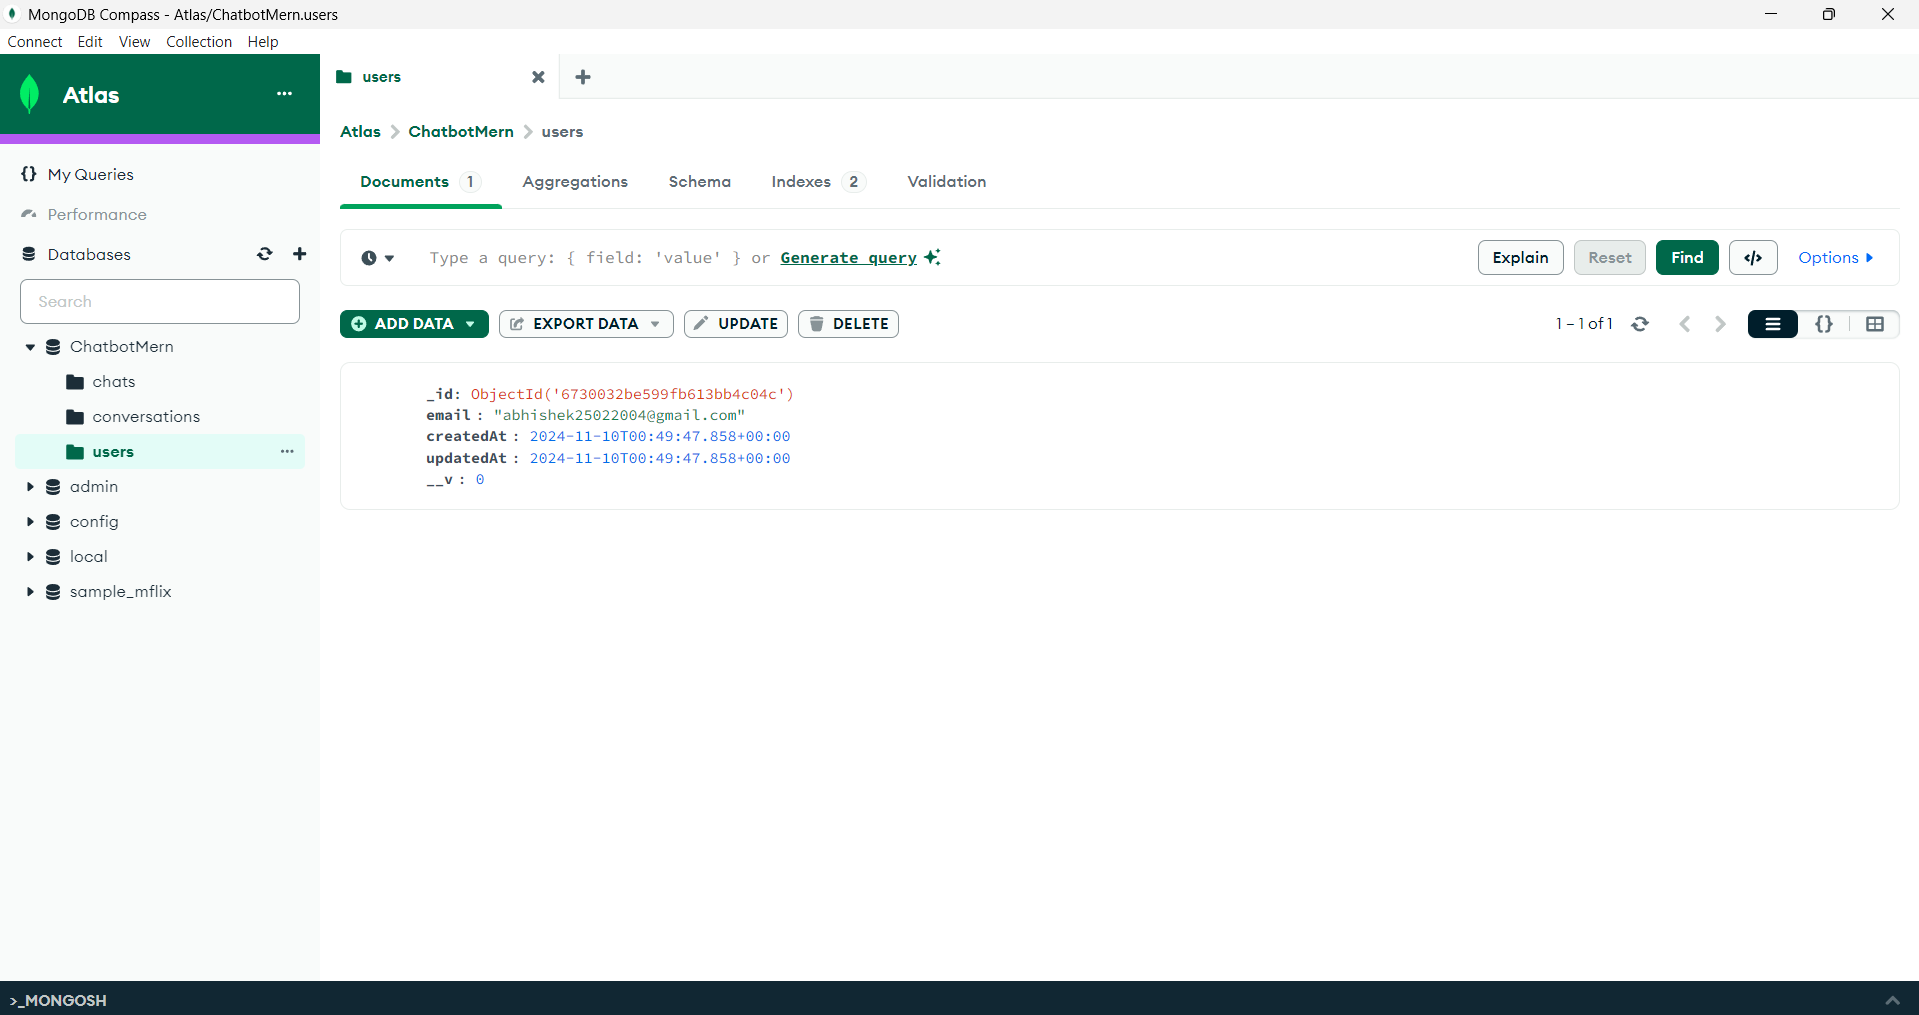 MongoDB Compass - Atlas/ChatbotMern.users
Connect Edit View Collection Help
Atlas
My Queries
Performance
Databases
Search
ChatbotMern
chats
conversations
users
admin
config
local
sample_mflix
users
Atlas > ChatbotMern > users
Documents 1 Aggregations Schema Indexes 2 Validation
Type a query: { field: 'value' } or Generate query
Explain Reset Find </> Options
ADD DATA EXPORT DATA UPDATE DELETE
1 – 1 of 1 {}
_id: ObjectId('6730032be599fb613bb4c04c')
email : "abhishek25022004@gmail.com"
createdAt : 2024-11-10T00:49:47.858+00:00
updatedAt : 2024-11-10T00:49:47.858+00:00
__v : 0
>_MONGOSH